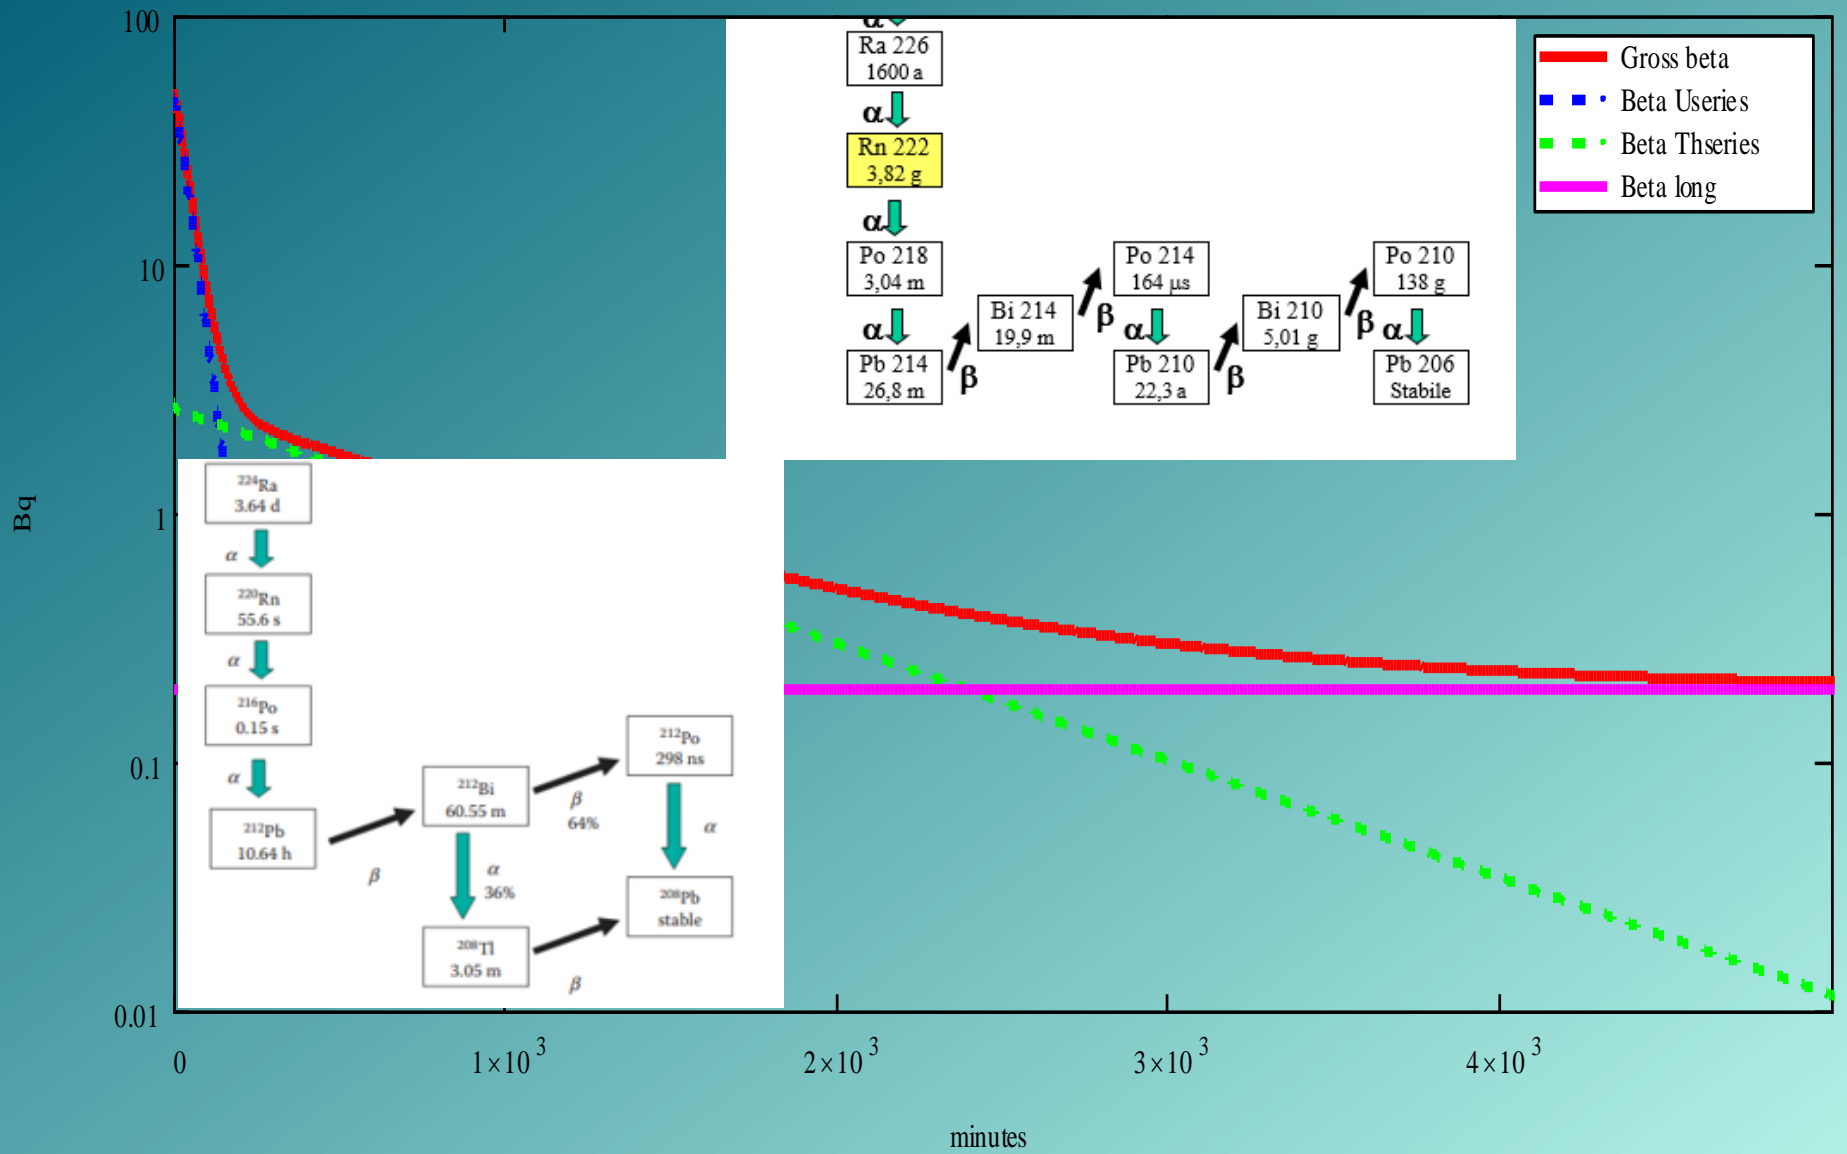 100
10
1
0.1
0.01
Bq
0
1×10 3
2×10 3
3×10 3
4×10 3
minutes
Gross beta
Beta Useries
Beta Thseries
Beta long
α
Ra 226
1600 a
α
Rn 222
3,82 g
α
Po 218
3,04 m
α
Pb 214
26,8 m
β
Bi 214
19,9 m
β
Po 214
164 μs
α
Pb 210
22,3 a
β
Bi 210
5,01 g
β
Po 210
138 g
α
Pb 206
Stabile
224Ra
3.64 d
α
220Rn
55.6 s
α
216Po
0.15 s
α
212Pb
10.64 h
β
212Bi
60.55 m
β
64%
α
36%
212Po
298 ns
α
208Pb
stable
208Tl
3.05 m
β